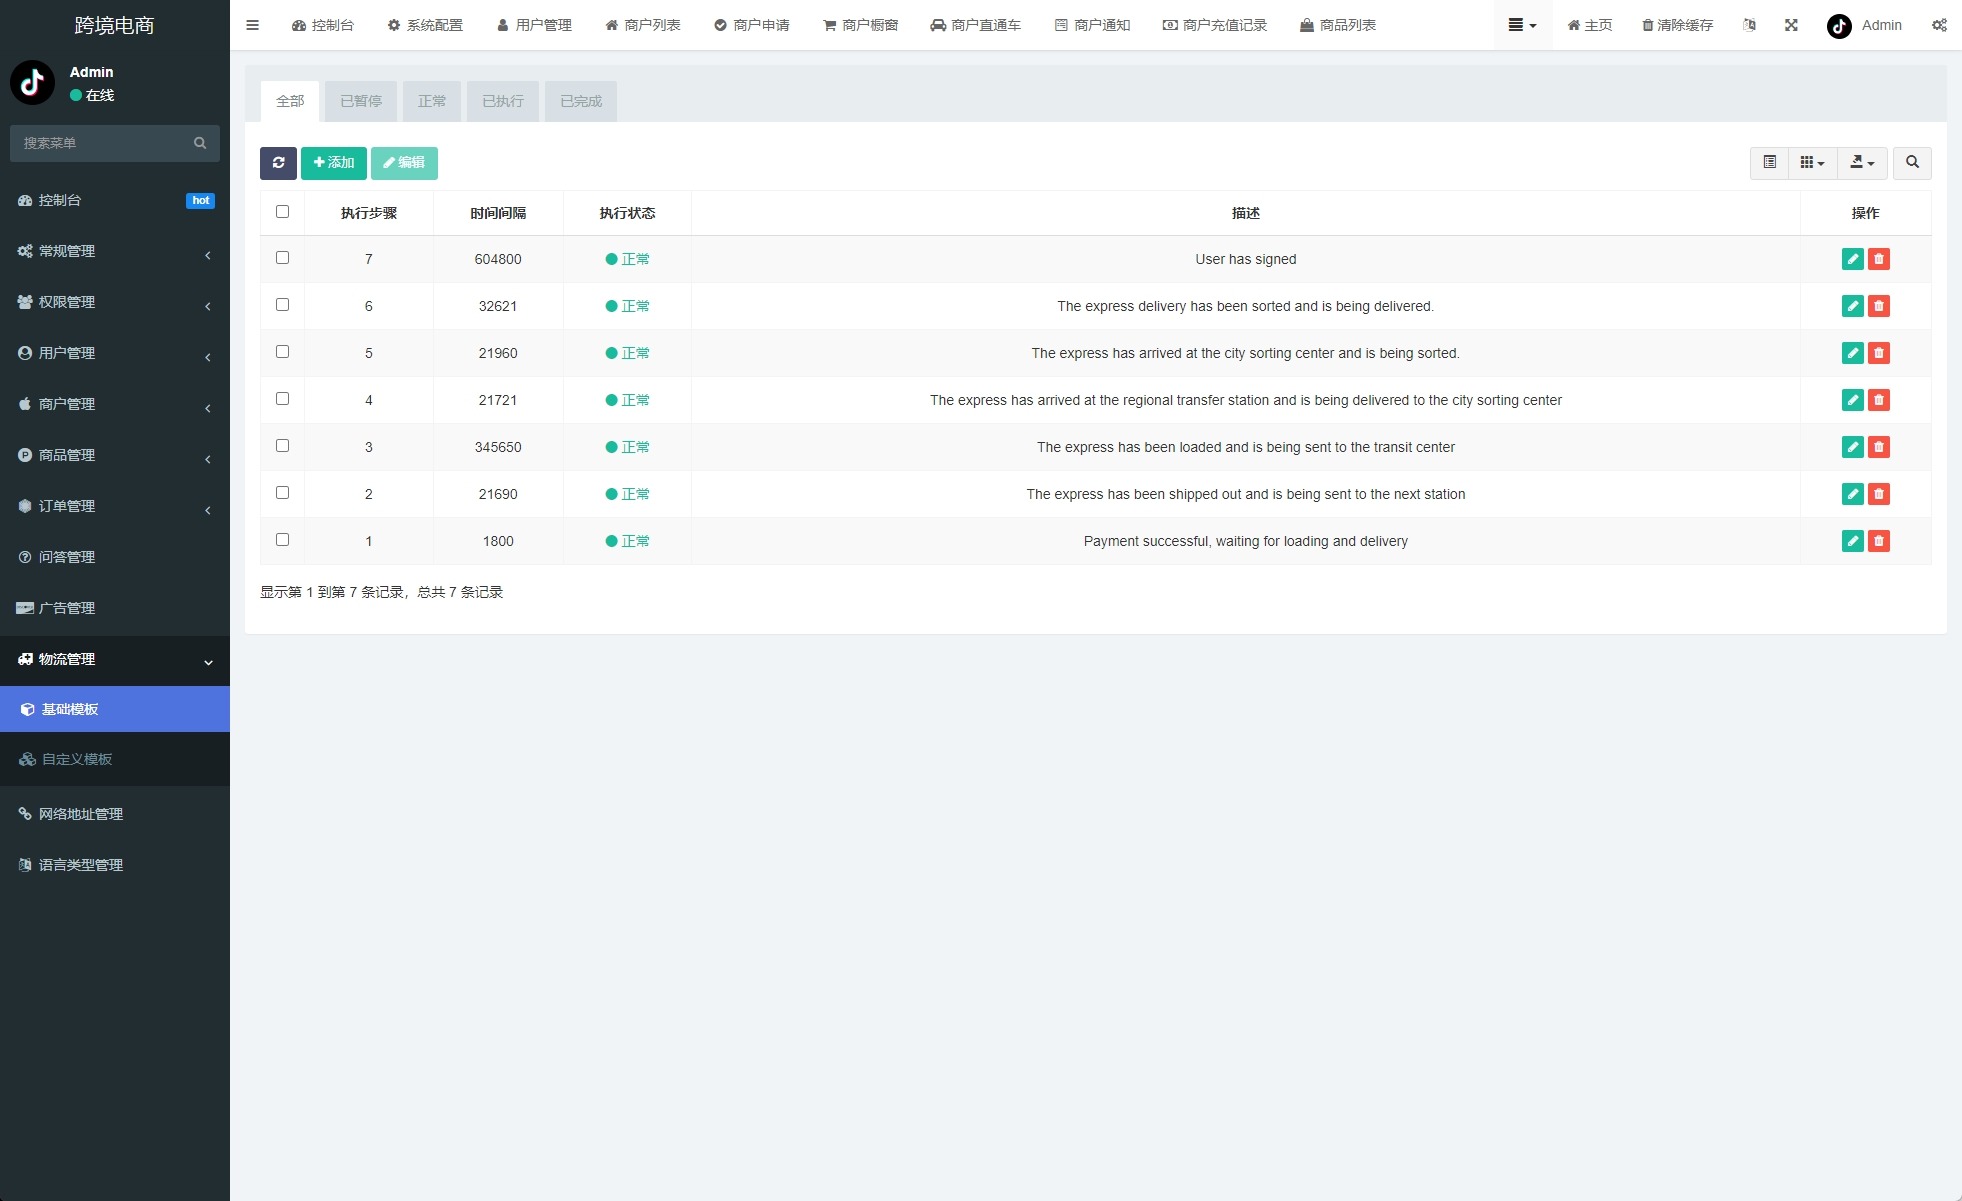 跨境电商
Admin
在线
搜索菜单
控制台 hot
常规管理
权限管理
用户管理
商户管理
商品管理
订单管理
问答管理
广告管理
物流管理
基础模板
自定义模板
网络地址管理
语言类型管理
控制台 系统配置 用户管理 商户列表 商户申请 商户橱窗 商户直通车 商户通知 商户充值记录 商品列表 主页 清除缓存 Admin
全部 已暂停 正常 已执行 已完成
添加 编辑
执行步骤 时间间隔 执行状态 描述 操作
7 604800 正常 User has signed
6 32621 正常 The express delivery has been sorted and is being delivered.
5 21960 正常 The express has arrived at the city sorting center and is being sorted.
4 21721 正常 The express has arrived at the regional transfer station and is being delivered to the city sorting center
3 345650 正常 The express has been loaded and is being sent to the transit center
2 21690 正常 The express has been shipped out and is being sent to the next station
1 1800 正常 Payment successful, waiting for loading and delivery
显示第 1 到第 7 条记录，总共 7 条记录